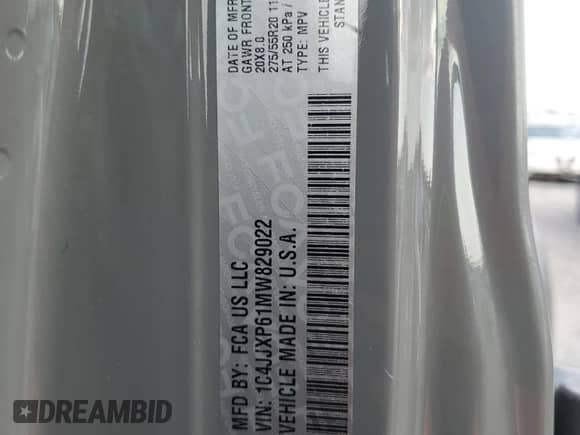 MFD BY: FCA US LLC
VIN: 1C4JJXP61MW829022
VEHICLE MADE IN: U.S.A.
DATE OF MFR
GAWR FRONT
20X8.0
275/55R20 11
AT 250 kPa /
TYPE: MPV
THIS VEHICLE
STAN
DREAMBID